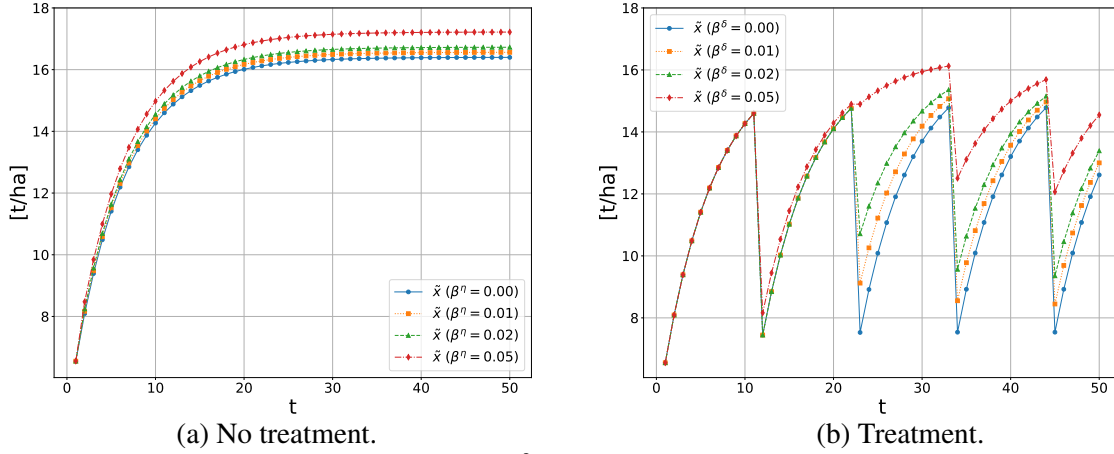 18
16
14
12
10
8
[t/ha]
0 10 20 30 40 50
t
x̃ (β^η = 0.00)
x̃ (β^η = 0.01)
x̃ (β^η = 0.02)
x̃ (β^η = 0.05)
(a) No treatment.
18
16
14
12
10
8
[t/ha]
0 10 20 30 40 50
t
x̃ (β^δ = 0.00)
x̃ (β^δ = 0.01)
x̃ (β^δ = 0.02)
x̃ (β^δ = 0.05)
(b) Treatment.